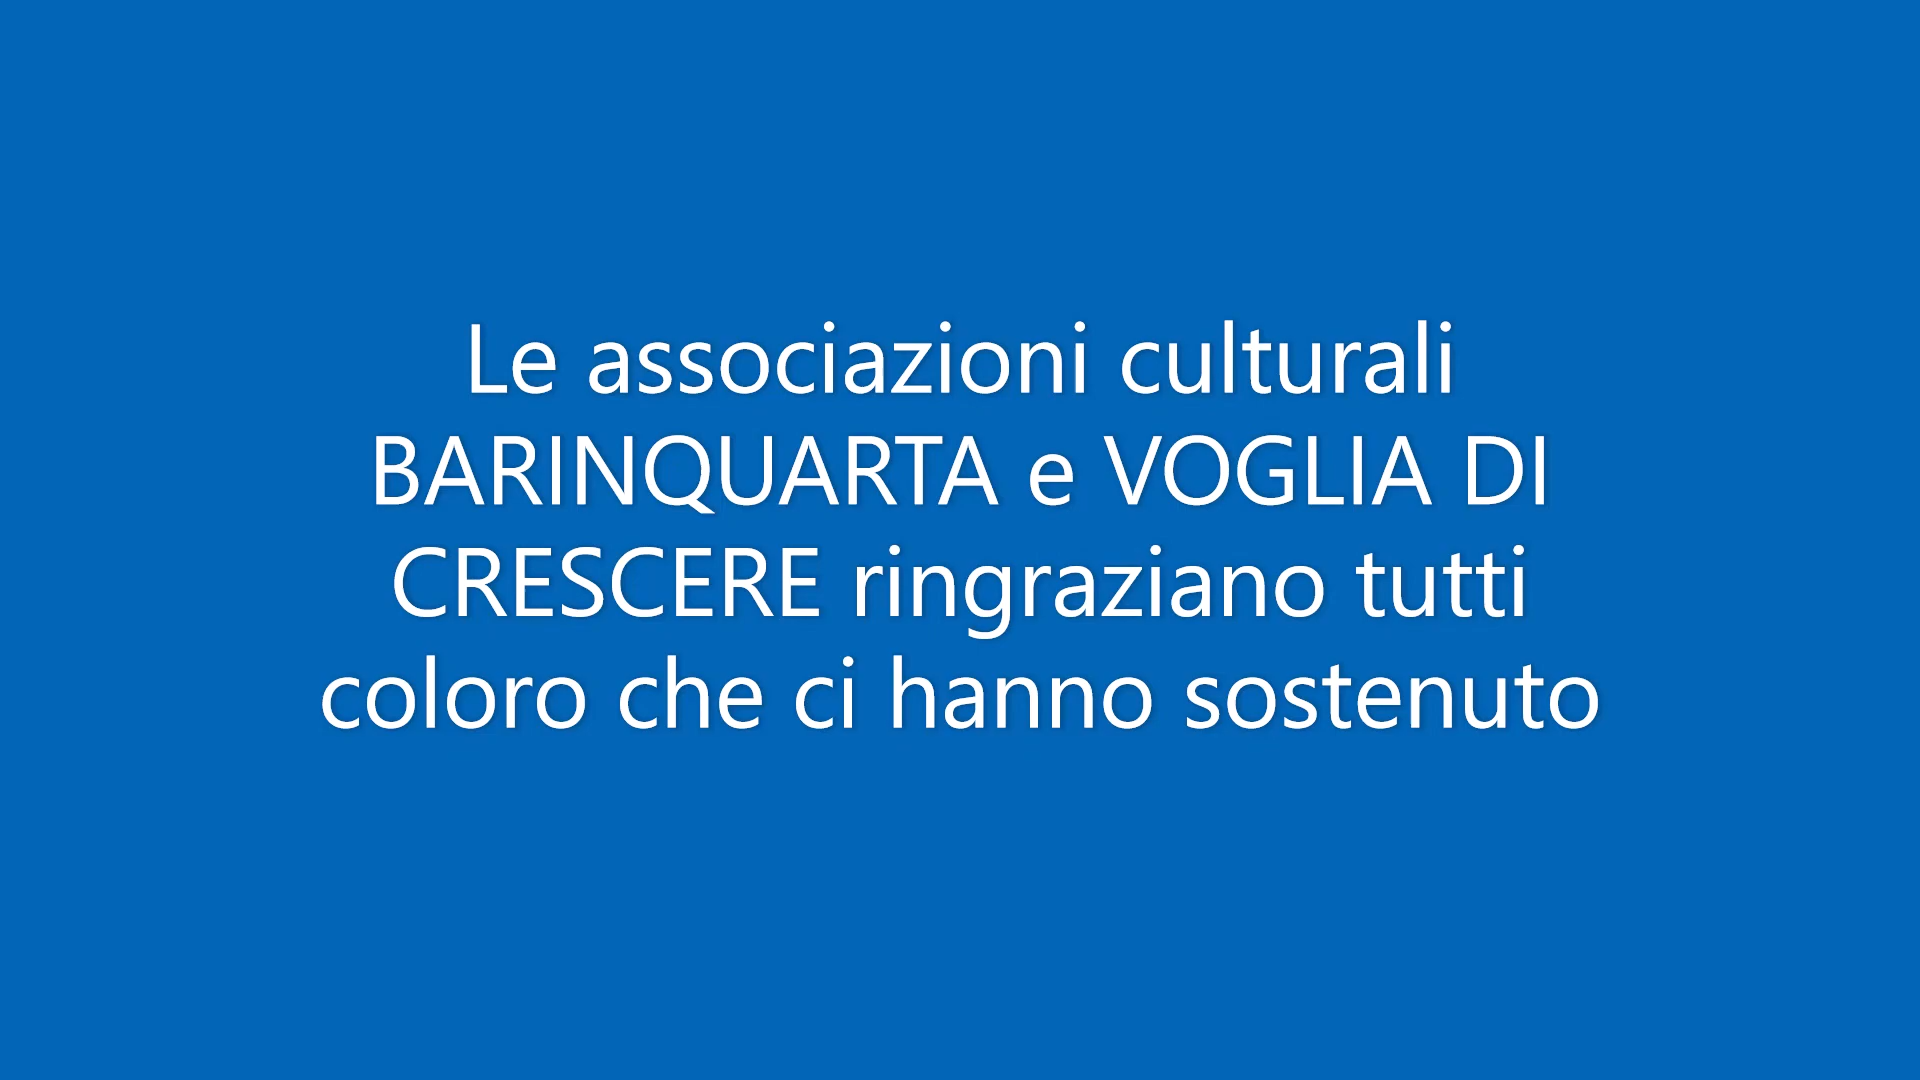 Le associazioni culturali
BARINQUARTA e VOGLIA DI
CRESCERE ringraziano tutti
coloro che ci hanno sostenuto